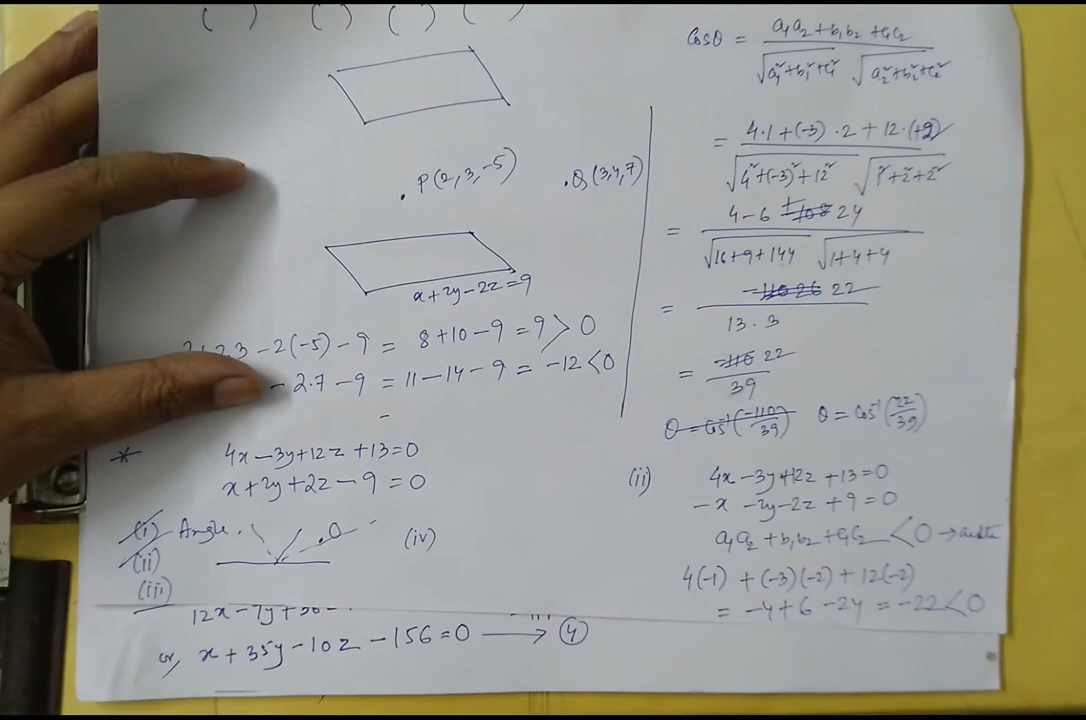 ( ) ( ) ( ) ( )
P(2, 3, -5)
Q(3, 4, 7)
x + 2y - 2z = 9
- 2(-5) - 9 = 8 + 10 - 9 = 9 > 0
- 2.7 - 9 = 11 - 14 - 9 = -12 < 0
* 4x - 3y + 12z + 13 = 0
x + 2y + 2z - 9 = 0
(i) Angle.
(ii)
(iii)
(iv)
12x - 7y +
or, x + 35y - 10z - 156 = 0 → ④
Cosθ = a₁a₂ + b₁b₂ + c₁c₂ / √a₁² + b₁² + c₁² √a₂² + b₂² + c₂²
= 4.1 + (-3).2 + 12.(+2) / √4² + (-3)² + 12² √1² + 2² + 2²
= 4 - 6 + 24 / √16 + 9 + 144 √1 + 4 + 4
= 22 / 13.3
= 22 / 39
θ = Cos⁻¹(-110/39) θ = Cos⁻¹(22/39)
(ii) 4x - 3y + 12z + 13 = 0
-x - 2y - 2z + 9 = 0
a₁a₂ + b₁b₂ + c₁c₂ < 0 →
4(-1) + (-3)(-2) + 12(-2)
= -4 + 6 - 24 = -22 < 0